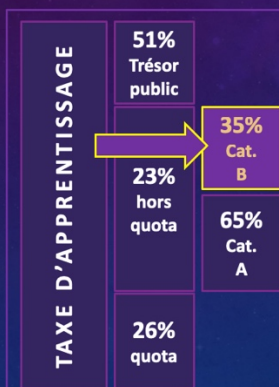 TAXE D'APPRENTISSAGE
51%
Trésor
public
23%
hors
quota
26%
quota
35%
Cat.
B
65%
Cat.
A